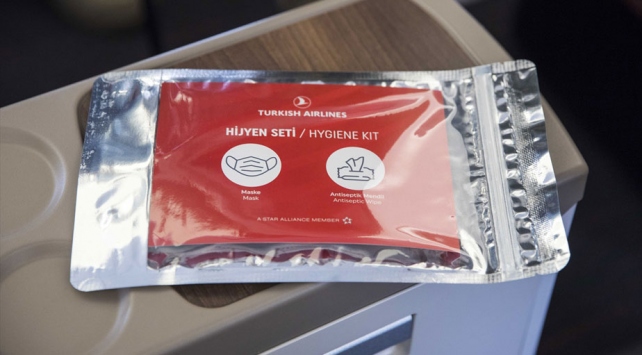 TURKISH AIRLINES
HİJYEN SETİ / HYGIENE KIT
Maske
Mask
Antiseptik Mendil
Antiseptic Wipe
A STAR ALLIANCE MEMBER